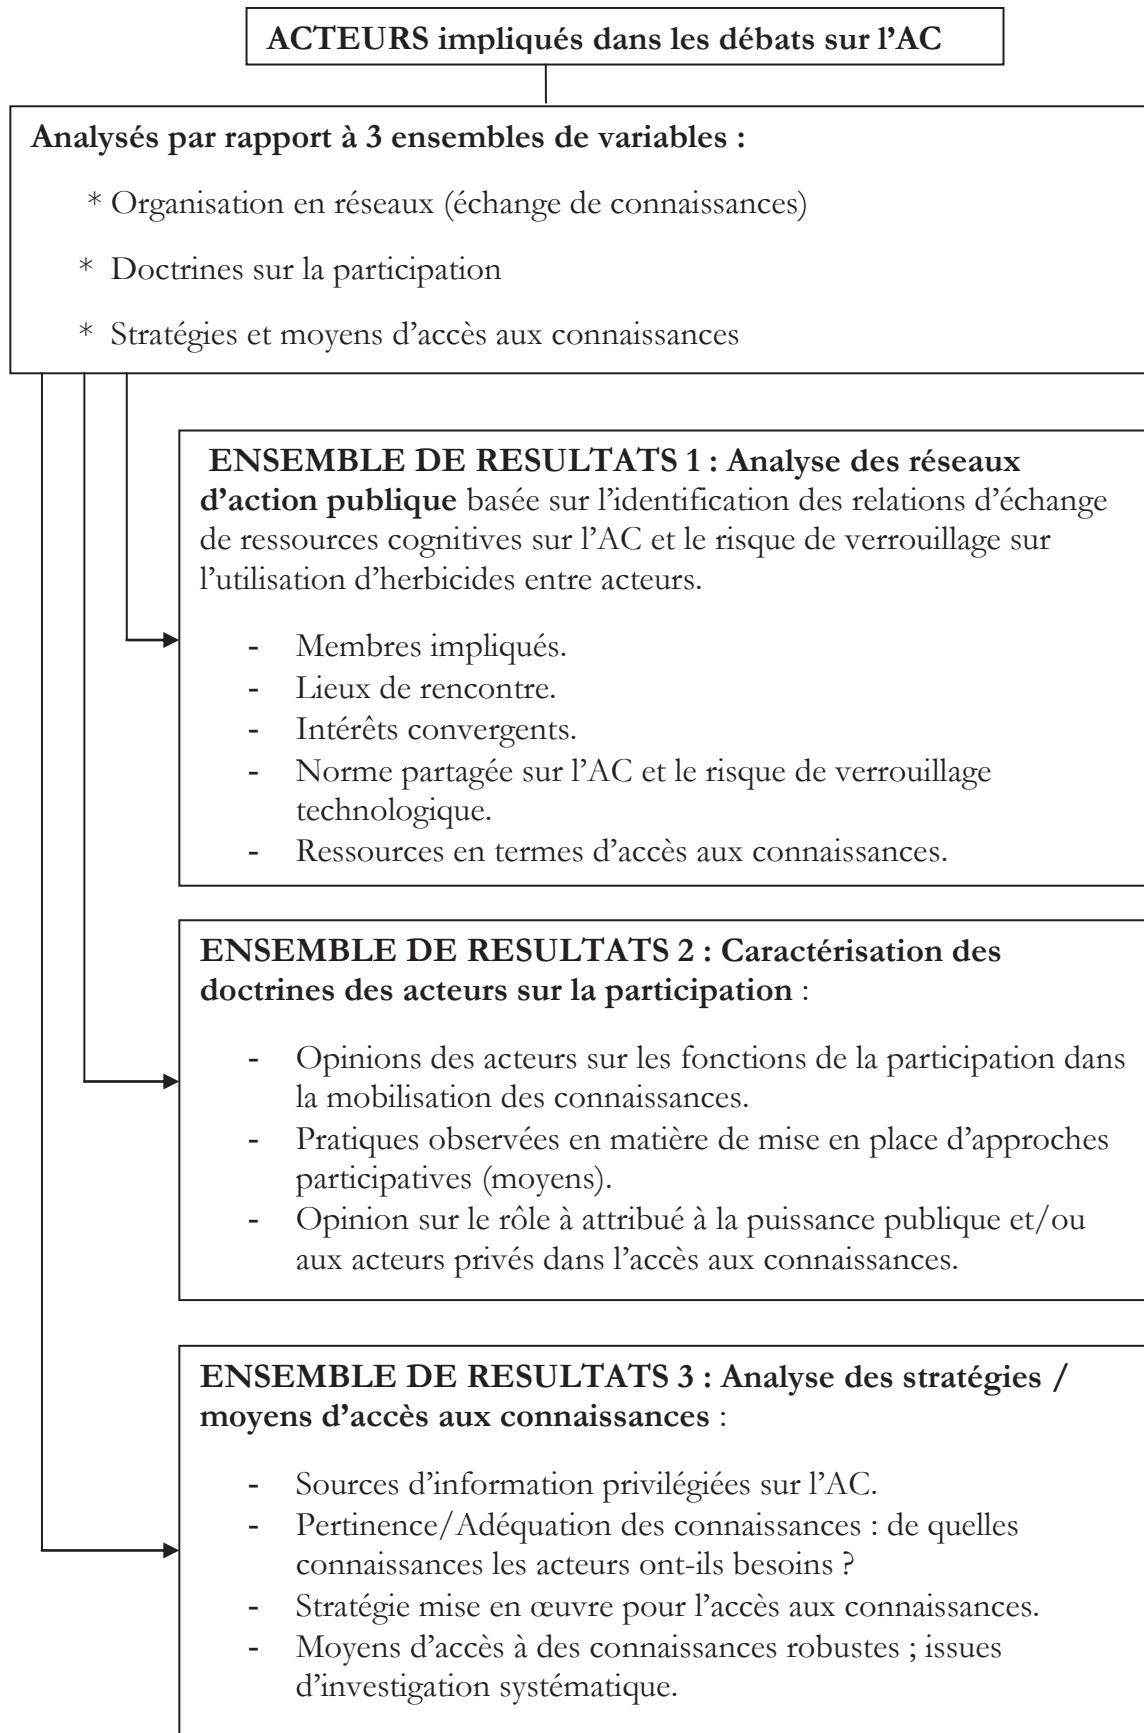 ACTEURS impliqués dans les débats sur l’AC
Analysés par rapport à 3 ensembles de variables :
* Organisation en réseaux (échange de connaissances)
* Doctrines sur la participation
* Stratégies et moyens d’accès aux connaissances
ENSEMBLE DE RESULTATS 1 : Analyse des réseaux
d’action publique basée sur l’identification des relations d’échange
de ressources cognitives sur l’AC et le risque de verrouillage sur
l’utilisation d’herbicides entre acteurs.
- Membres impliqués.
- Lieux de rencontre.
- Intérêts convergents.
- Norme partagée sur l’AC et le risque de verrouillage
technologique.
- Ressources en termes d’accès aux connaissances.
ENSEMBLE DE RESULTATS 2 : Caractérisation des
doctrines des acteurs sur la participation :
- Opinions des acteurs sur les fonctions de la participation dans
la mobilisation des connaissances.
- Pratiques observées en matière de mise en place d’approches
participatives (moyens).
- Opinion sur le rôle à attribué à la puissance publique et/ou
aux acteurs privés dans l’accès aux connaissances.
ENSEMBLE DE RESULTATS 3 : Analyse des stratégies /
moyens d’accès aux connaissances :
- Sources d’information privilégiées sur l’AC.
- Pertinence/Adéquation des connaissances : de quelles
connaissances les acteurs ont-ils besoins ?
- Stratégie mise en œuvre pour l’accès aux connaissances.
- Moyens d’accès à des connaissances robustes ; issues
d’investigation systématique.